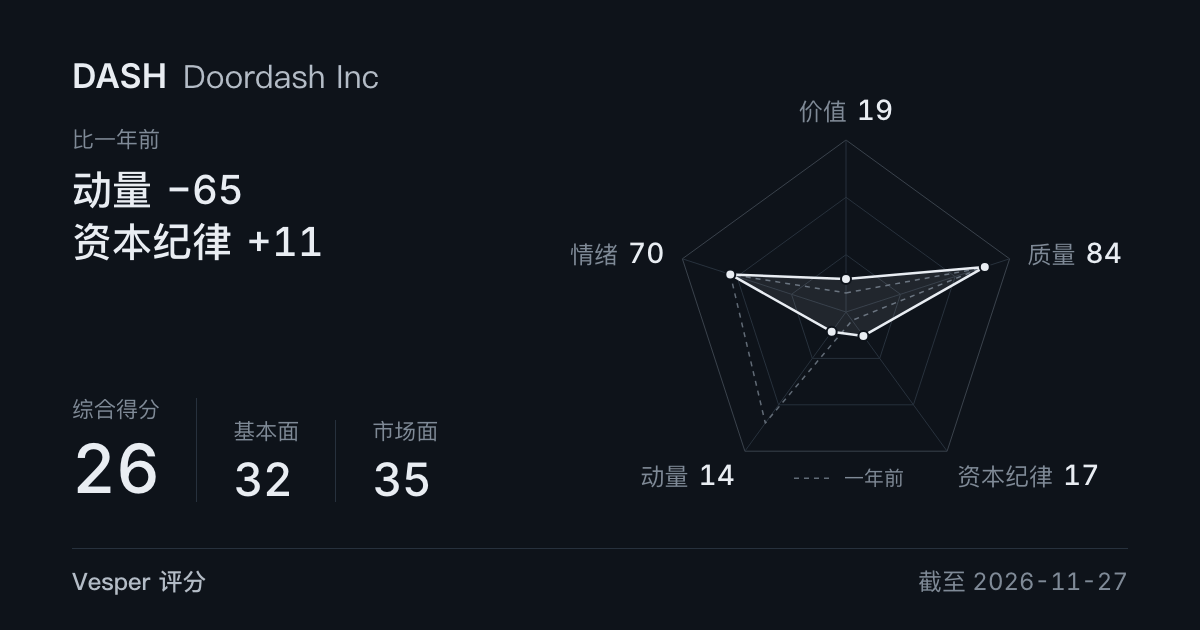 DASH Doordash Inc
比一年前
动量 −65
资本纪律 +11
综合得分
26
基本面
32
市场面
35
价值 19
质量 84
情绪 70
动量 14
一年前
资本纪律 17
Vesper 评分
截至 2026-11-27